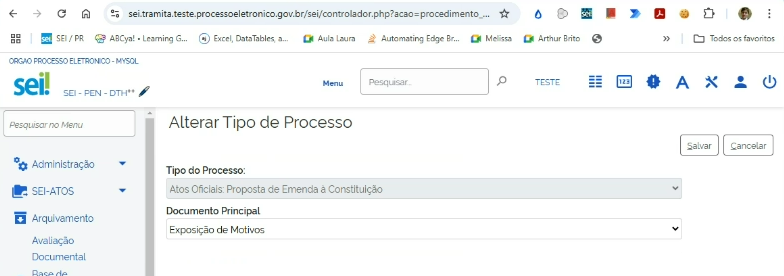 sei.tramita.teste.processoeletronico.gov.br/sei/controlador.php?acao=procedimento_...
SEI / PR
ABCya! • Learning G...
Excel, DataTables, a...
Aula Laura
Automating Edge Br...
Melissa
Arthur Brito
»
Todos os favoritos
ORGAO PROCESSO ELETRONICO - MYSQL
sei!
SEI - PEN - DTH**
Menu
Pesquisar...
TESTE
123
Pesquisar no Menu
Alterar Tipo de Processo
Salvar
Cancelar
Administração
Tipo do Processo:
Atos Oficiais: Proposta de Emenda à Constituição
SEI-ATOS
Documento Principal
Arquivamento
Exposição de Motivos
Avaliação
Documental
Base de